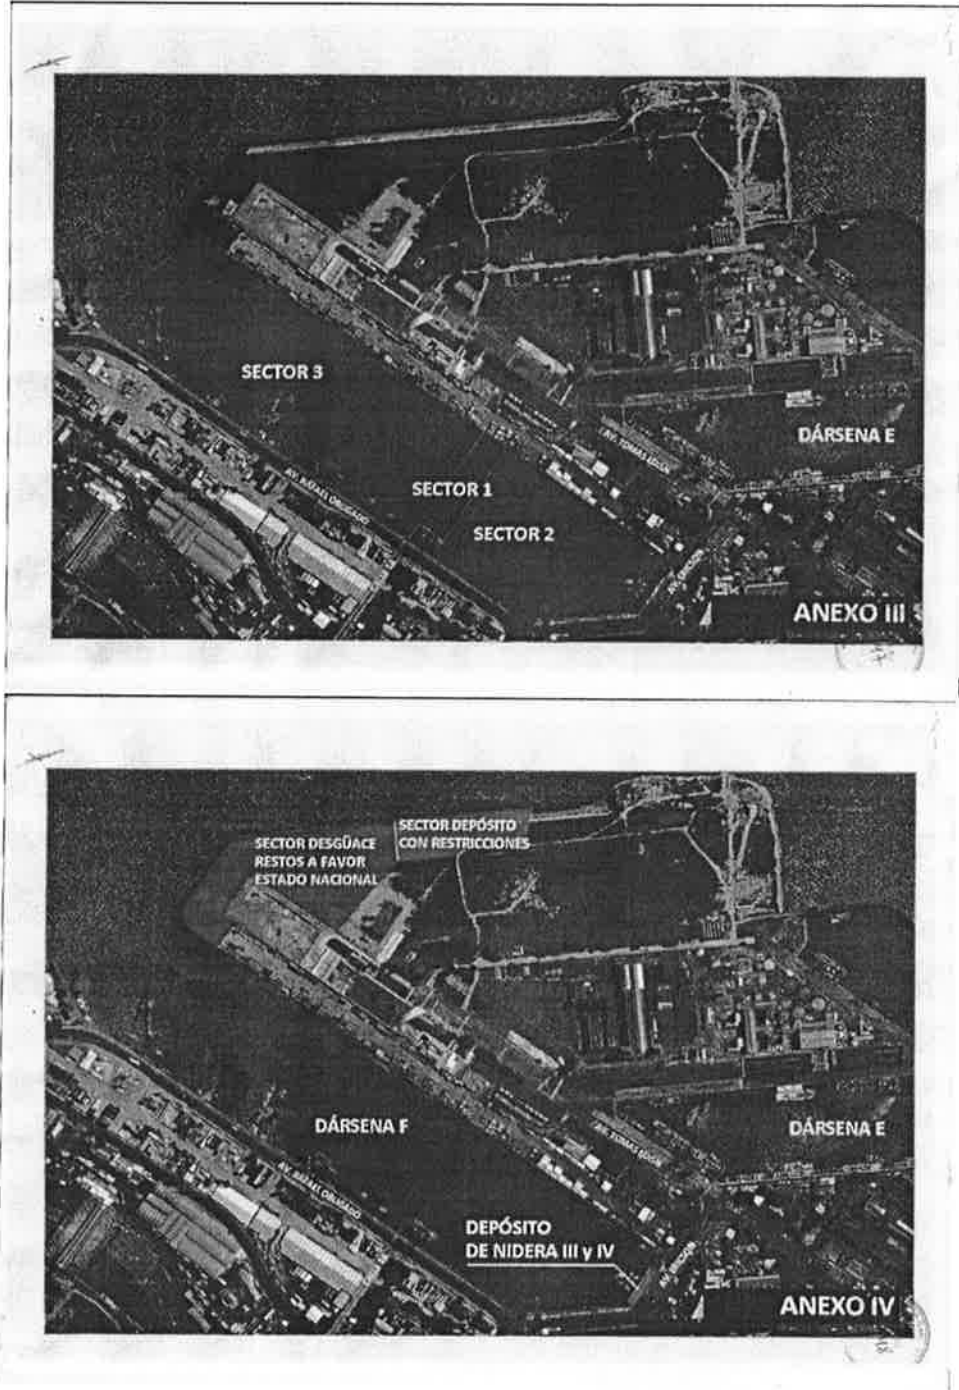 SECTOR 3
DÁRSENA E
AV. TOMAS EDISON
SECTOR 1
AV. RAFAEL OBLIGADO
SECTOR 2
ANEXO III
SECTOR DEPÓSITO
CON RESTRICCIONES
SECTOR DESGÜACE
RESTOS A FAVOR
ESTADO NACIONAL
DÁRSENA F
DÁRSENA E
AV. TOMAS EDISON
AV. RAFAEL OBLIGADO
DEPÓSITO
DE NIDERA III y IV
ANEXO IV